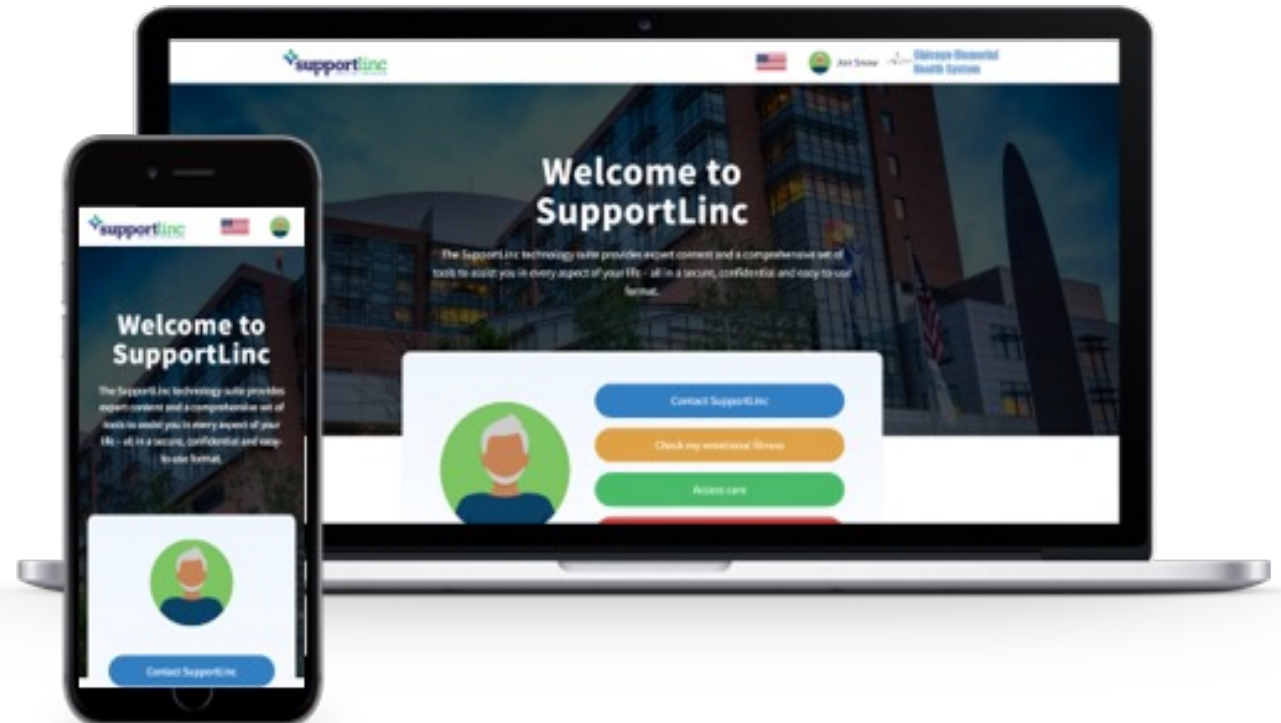 supportlinc
Jon Snow
Chicago Memorial
Health System
Welcome to
SupportLinc
The SupportLinc technology suite provides expert content and a comprehensive set of
tools to assist you in every aspect of your life – all in a secure, confidential and easy-to-use
format.
Contact SupportLinc
Check my emotional fitness
Access care
supportlinc
Welcome to
SupportLinc
The SupportLinc technology suite provides
expert content and a comprehensive set of
tools to assist you in every aspect of your
life – all in a secure, confidential and easy-
to-use format.
Contact SupportLinc